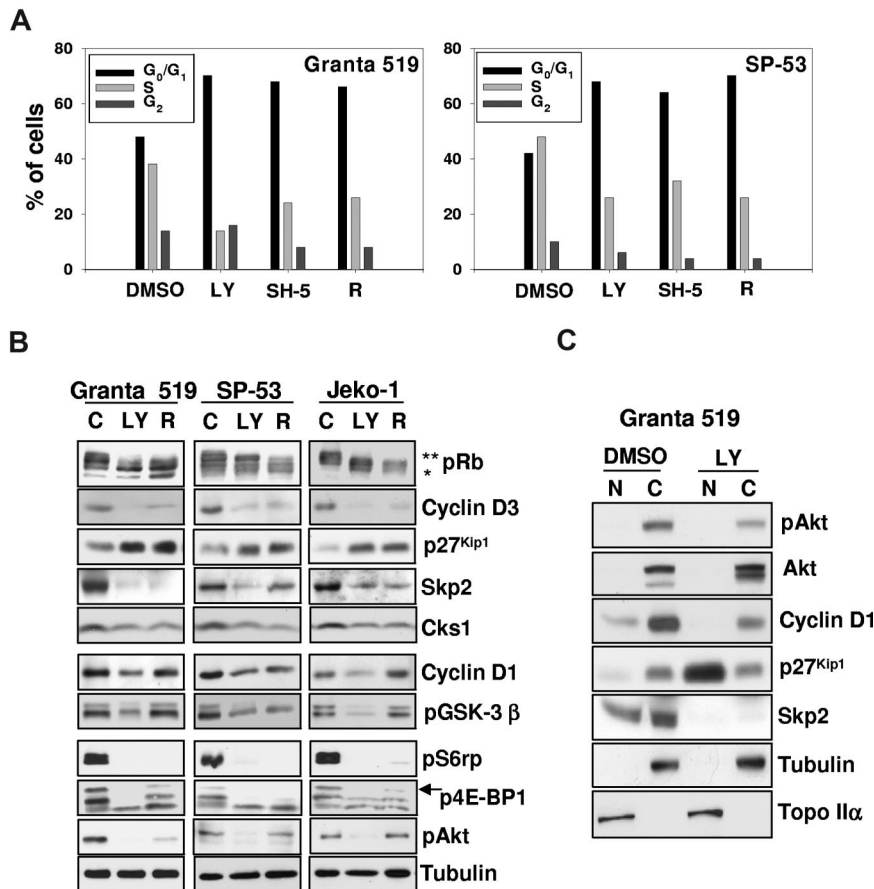 A
80
60
40
20
0
% of cells
G0/G1
S
G2
Granta 519
DMSO LY SH-5 R
80
60
40
20
0
G0/G1
S
G2
SP-53
DMSO LY SH-5 R
B
Granta 519 SP-53 Jeko-1
C LY R C LY R C LY R
** pRb
*
Cyclin D3
p27Kip1
Skp2
Cks1
Cyclin D1
pGSK-3 β
pS6rp
p4E-BP1
pAkt
Tubulin
C
Granta 519
DMSO LY
N C N C
pAkt
Akt
Cyclin D1
p27Kip1
Skp2
Tubulin
Topo IIα